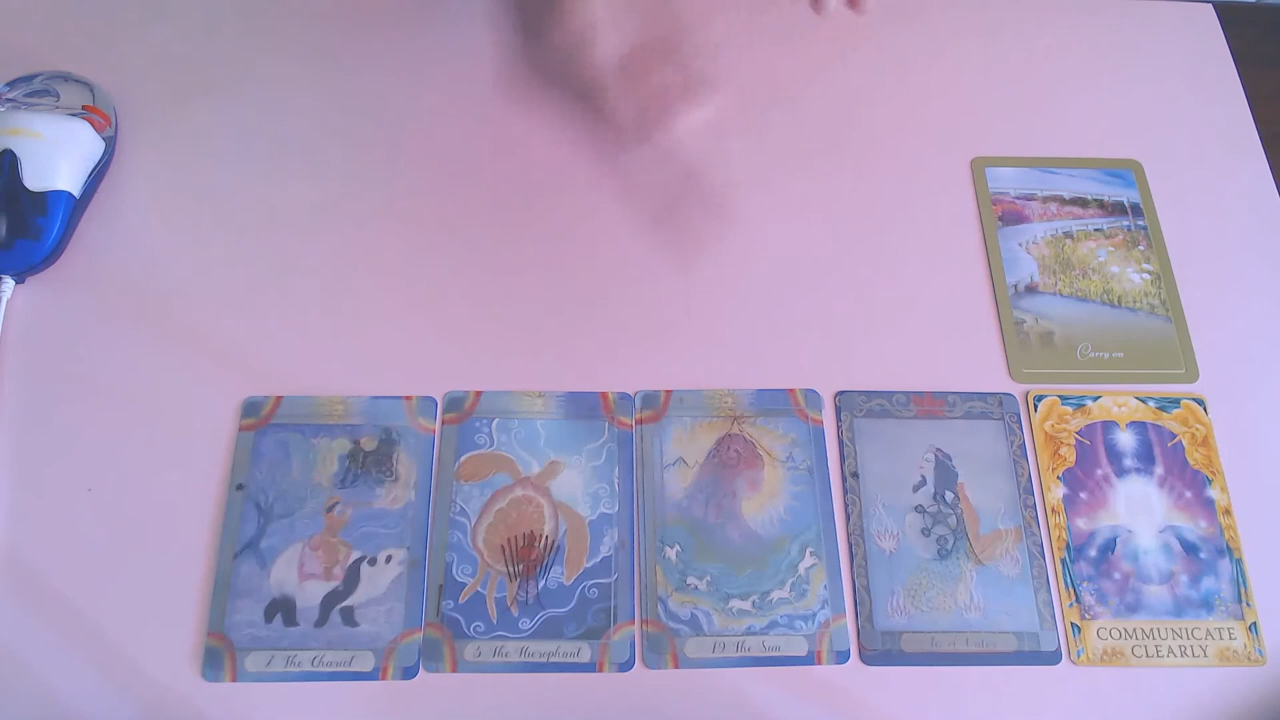 Carry on
7 The Chariot
5 The Hierophant
19 The Sun
COMMUNICATE
CLEARLY